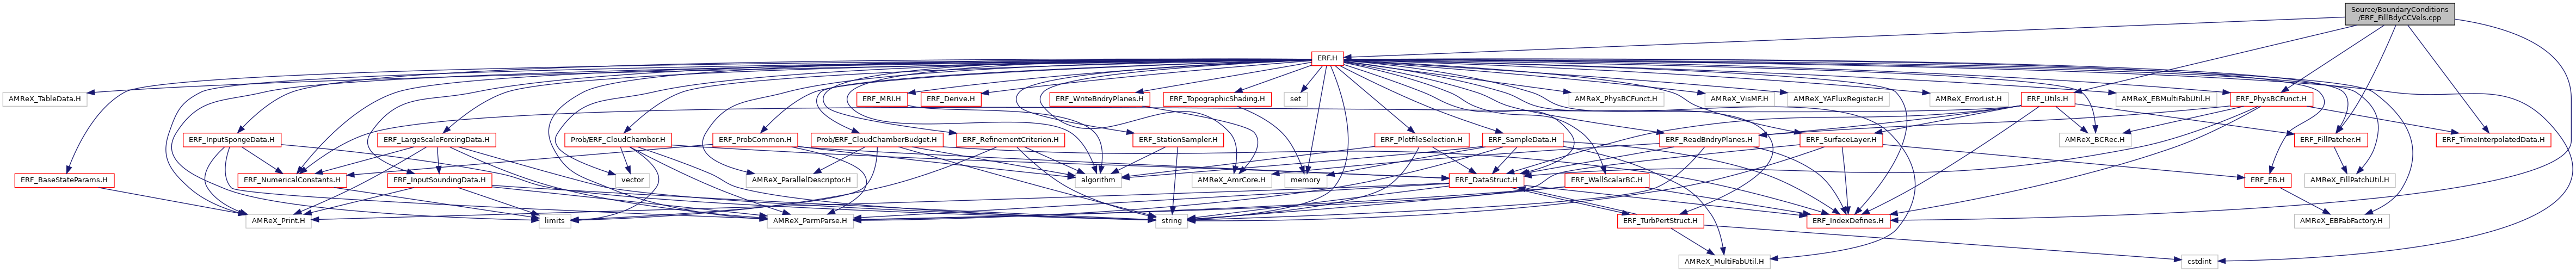 Source/BoundaryConditions
/ERF_FillBdyCCVels.cpp
ERF.H
AMReX_TableData.H
ERF_MRI.H
ERF_Derive.H
ERF_WriteBndryPlanes.H
ERF_TopographicShading.H
set
AMReX_PhysBCFunct.H
AMReX_VisMF.H
AMReX_YAFluxRegister.H
AMReX_ErrorList.H
ERF_Utils.H
AMReX_EBMultiFabUtil.H
ERF_PhysBCFunct.H
ERF_InputSpongeData.H
ERF_LargeScaleForcingData.H
Prob/ERF_CloudChamber.H
ERF_ProbCommon.H
Prob/ERF_CloudChamberBudget.H
ERF_RefinementCriterion.H
ERF_StationSampler.H
ERF_PlotfileSelection.H
ERF_SampleData.H
ERF_ReadBndryPlanes.H
ERF_SurfaceLayer.H
AMReX_BCRec.H
ERF_FillPatcher.H
ERF_TimeInterpolatedData.H
ERF_BaseStateParams.H
ERF_NumericalConstants.H
ERF_InputSoundingData.H
vector
AMReX_ParallelDescriptor.H
algorithm
AMReX_AmrCore.H
memory
ERF_DataStruct.H
ERF_WallScalarBC.H
ERF_EB.H
AMReX_FillPatchUtil.H
AMReX_Print.H
limits
AMReX_ParmParse.H
string
ERF_TurbPertStruct.H
ERF_IndexDefines.H
AMReX_EBFabFactory.H
AMReX_MultiFabUtil.H
cstdint